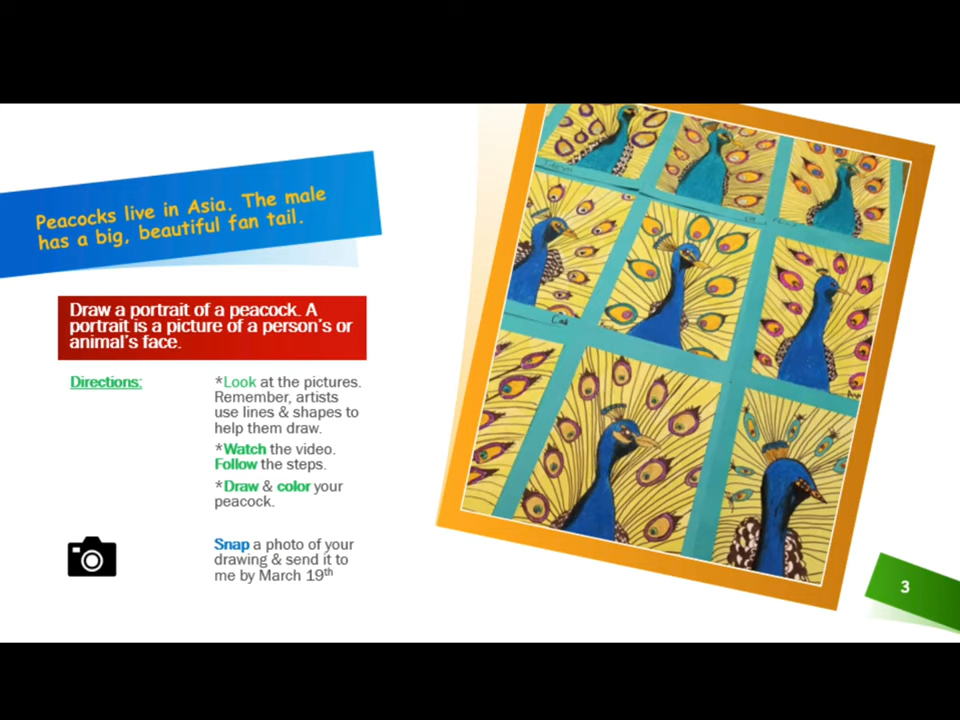 Peacocks live in Asia. The male
has a big, beautiful fan tail.
Draw a portrait of a peacock. A
portrait is a picture of a person's or
animal's face.
Directions:
*Look at the pictures.
Remember, artists
use lines & shapes to
help them draw.
*Watch the video.
Follow the steps.
*Draw & color your
peacock.
Snap a photo of your
drawing & send it to
me by March 19th
3